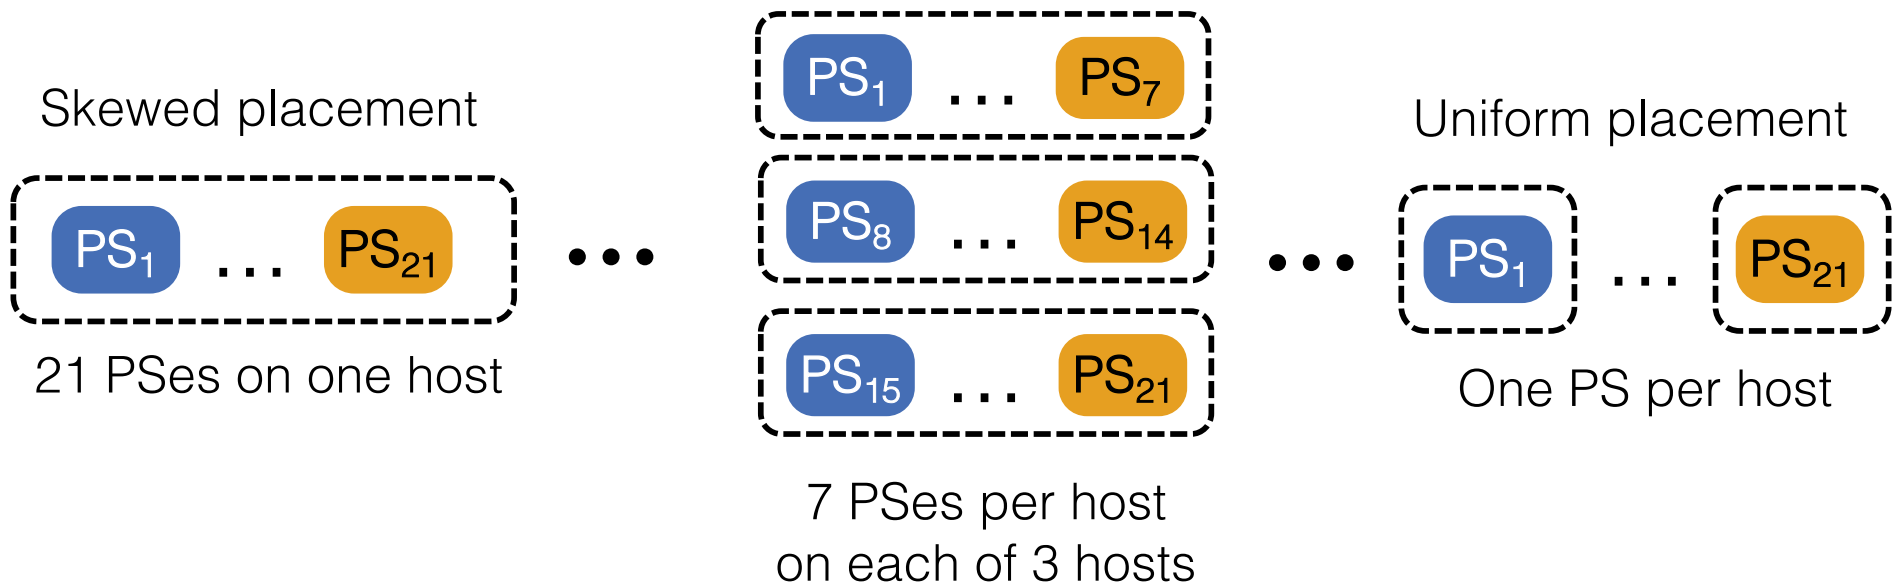 Skewed placement
PS1 ... PS21
21 PSes on one host
...
PS1 ... PS7
PS8 ... PS14
PS15 ... PS21
7 PSes per host
on each of 3 hosts
...
Uniform placement
PS1 ... PS21
One PS per host